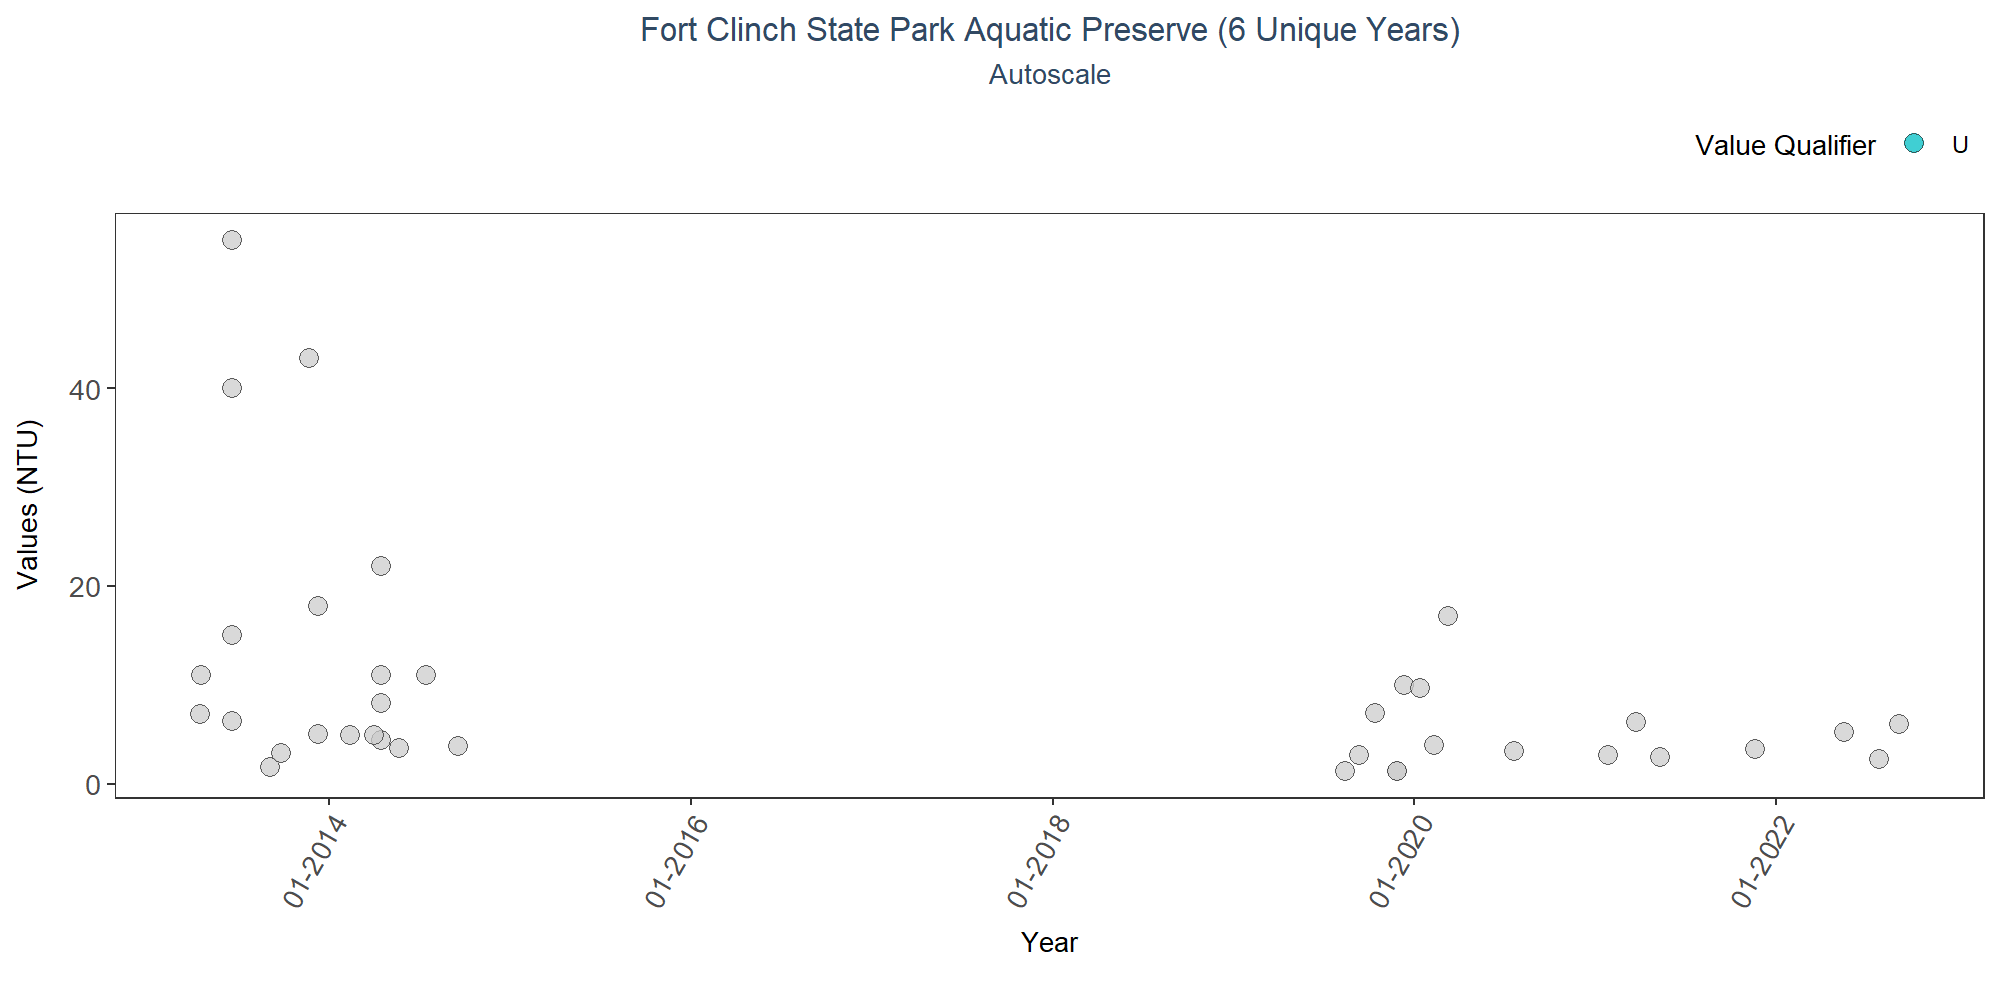 Fort Clinch State Park Aquatic Preserve (6 Unique Years)
Autoscale
Value Qualifier U
Values (NTU)
40
20
0
01-2014 01-2016 01-2018 01-2020 01-2022
Year